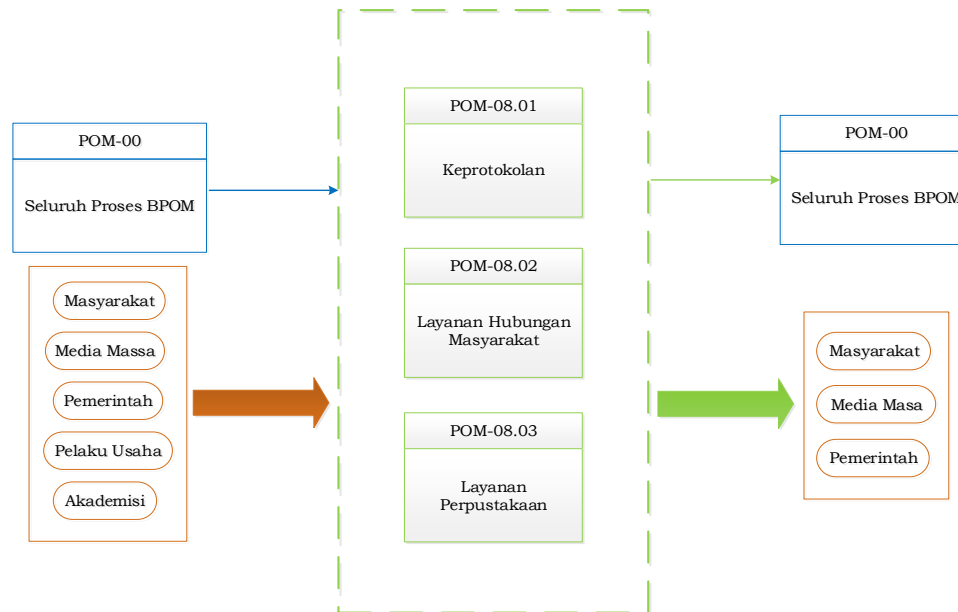 POM-00
Seluruh Proses BPOM
Masyarakat
Media Massa
Pemerintah
Pelaku Usaha
Akademisi
POM-08.01
Keprotokolan
POM-08.02
Layanan Hubungan
Masyarakat
POM-08.03
Layanan
Perpustakaan
POM-00
Seluruh Proses BPOM
Masyarakat
Media Masa
Pemerintah